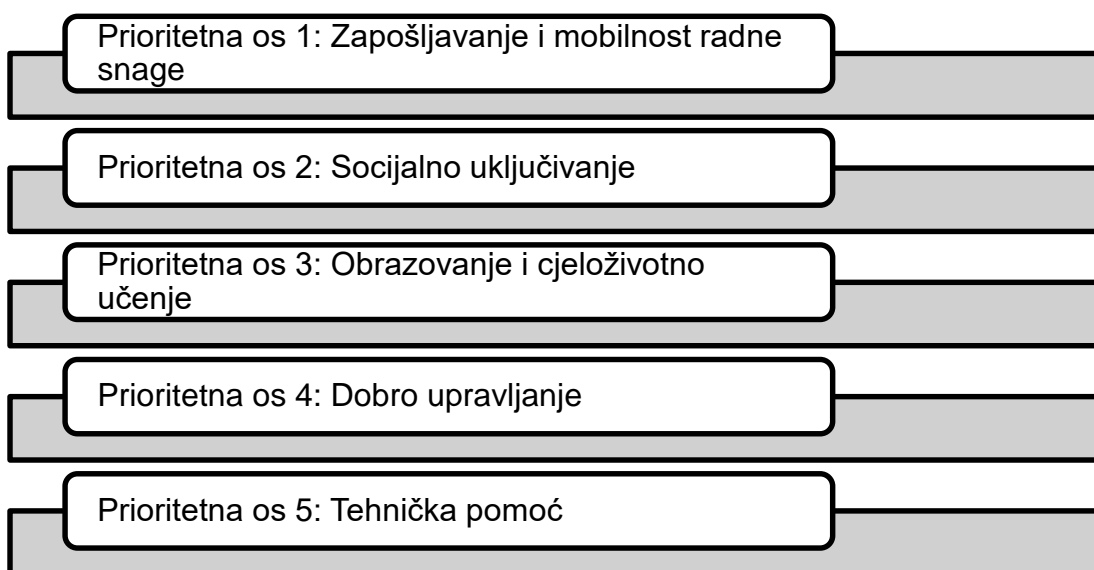 Prioritetna os 1: Zapošljavanje i mobilnost radne
snage
Prioritetna os 2: Socijalno uključivanje
Prioritetna os 3: Obrazovanje i cjeloživotno
učenje
Prioritetna os 4: Dobro upravljanje
Prioritetna os 5: Tehnička pomoć